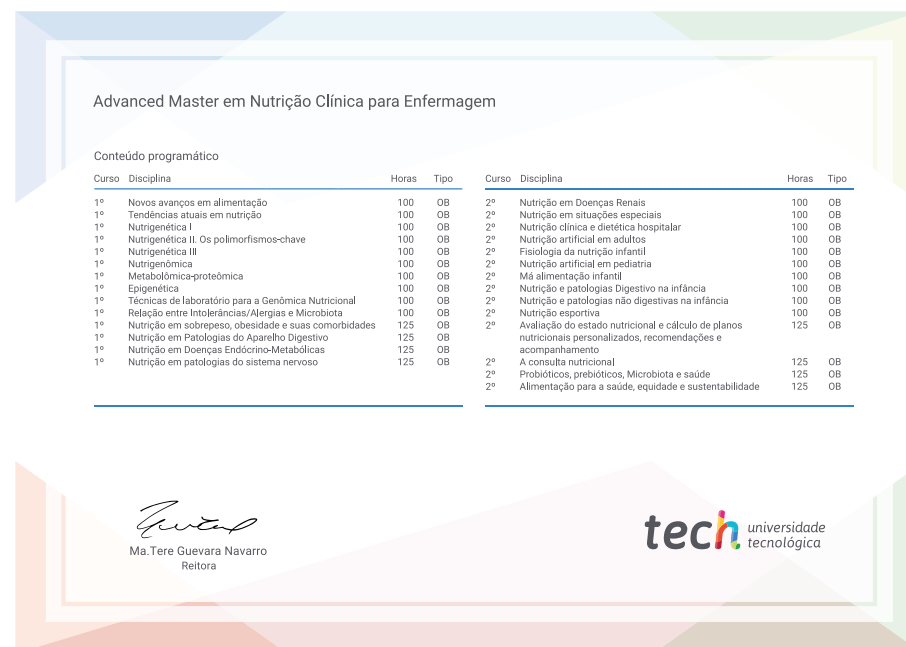 Advanced Master em Nutrição Clínica para Enfermagem
Conteúdo programático
Curso Disciplina Horas Tipo
1º Novos avanços em alimentação 100 OB
1º Tendências atuais em nutrição 100 OB
1º Nutrigenética I 100 OB
1º Nutrigenética II. Os polimorfismos-chave 100 OB
1º Nutrigenética III 100 OB
1º Nutrigenômica 100 OB
1º Metabolômica-proteômica 100 OB
1º Epigenética 100 OB
1º Técnicas de laboratório para a Genômica Nutricional 100 OB
1º Relação entre Intolerâncias/Alergias e Microbiota 100 OB
1º Nutrição em sobrepeso, obesidade e suas comorbidades 125 OB
1º Nutrição em Patologias do Aparelho Digestivo 125 OB
1º Nutrição em Doenças Endócrino-Metabólicas 125 OB
1º Nutrição em patologias do sistema nervoso 125 OB
Curso Disciplina Horas Tipo
2º Nutrição em Doenças Renais 100 OB
2º Nutrição em situações especiais 100 OB
2º Nutrição clínica e dietética hospitalar 100 OB
2º Nutrição artificial em adultos 100 OB
2º Fisiologia da nutrição infantil 100 OB
2º Nutrição artificial em pediatria 100 OB
2º Má alimentação infantil 100 OB
2º Nutrição e patologias Digestivo na infância 100 OB
2º Nutrição e patologias não digestivas na infância 100 OB
2º Nutrição esportiva 100 OB
2º Avaliação do estado nutricional e cálculo de planos 125 OB
nutricionais personalizados, recomendações e
acompanhamento
2º A consulta nutricional 125 OB
2º Probióticos, prebióticos, Microbiota e saúde 125 OB
2º Alimentação para a saúde, equidade e sustentabilidade 125 OB
Ma.Tere Guevara Navarro
Reitora
tech universidade
tecnológica